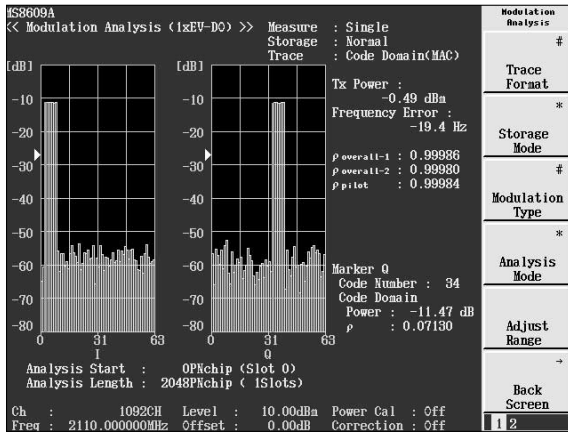 MS8609A
<< Modulation Analysis (1xEV-DO) >>
Measure : Single
Storage : Normal
Trace : Code Domain(MAC)
[dB]
-10
-20
-30
-40
-50
-60
-70
-80
0 31 63
I
[dB]
-10
-20
-30
-40
-50
-60
-70
-80
0 31 63
Q
Tx Power :
-0.49 dBm
Frequency Error :
-19.4 Hz
ρ overall-1 : 0.99986
ρ overall-2 : 0.99980
ρ pilot : 0.99984
Marker Q
Code Number : 34
Code Domain
Power : -11.47 dB
ρ : 0.07130
Analysis Start : 0PNchip (Slot 0)
Analysis Length : 2048PNchip ( 1Slots)
Ch : 1092CH Level : 10.00dBm Power Cal : Off
Freq : 2110.000000MHz Offset : 0.00dB Correction : Off
Modulation
Analysis
#
Trace
Format
*
Storage
Mode
#
Modulation
Type
*
Analysis
Mode
Adjust
Range
→
Back
Screen
1 2